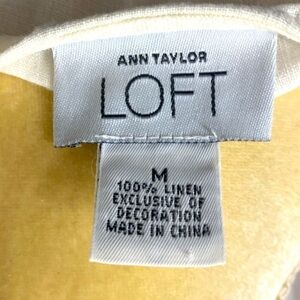 ANN TAYLOR
LOFT
M
100% LINEN
EXCLUSIVE OF
DECORATION
MADE IN CHINA